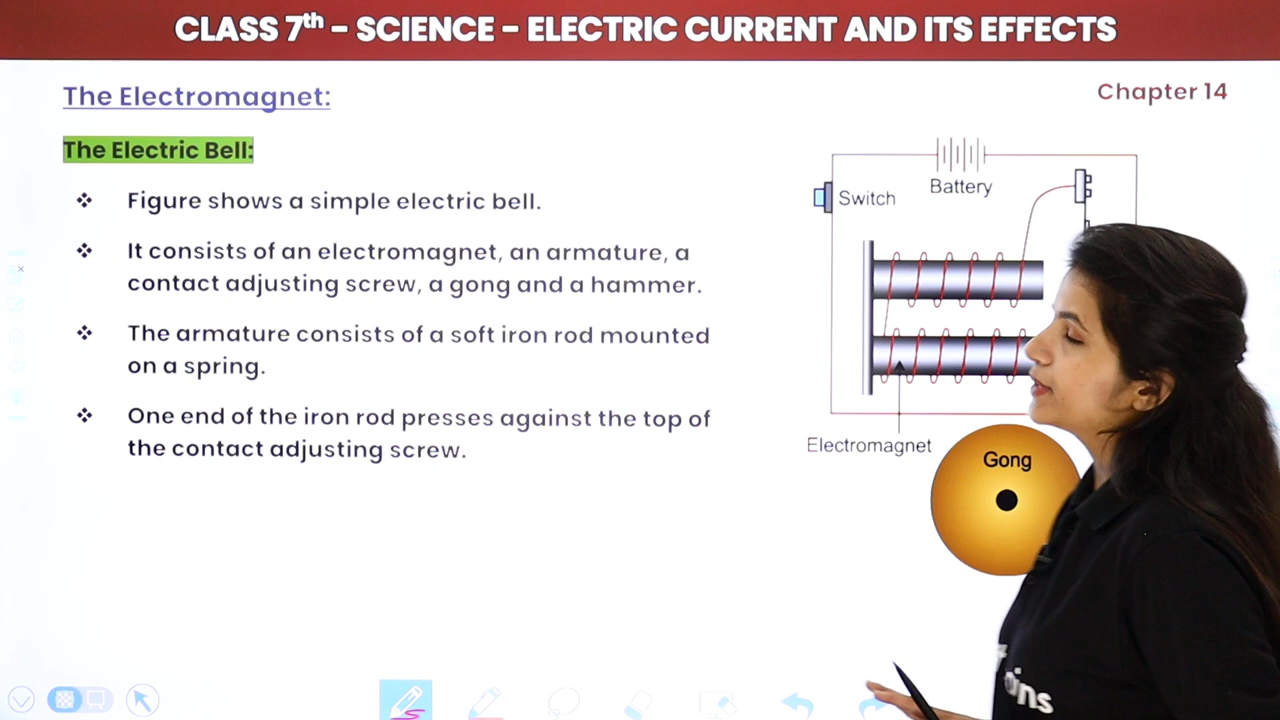 CLASS 7th – SCIENCE – ELECTRIC CURRENT AND ITS EFFECTS
The Electromagnet:
Chapter 14
The Electric Bell:
❖ Figure shows a simple electric bell.
❖ It consists of an electromagnet, an armature, a
contact adjusting screw, a gong and a hammer.
❖ The armature consists of a soft iron rod mounted
on a spring.
❖ One end of the iron rod presses against the top of
the contact adjusting screw.
Battery
Switch
Electromagnet
Gong